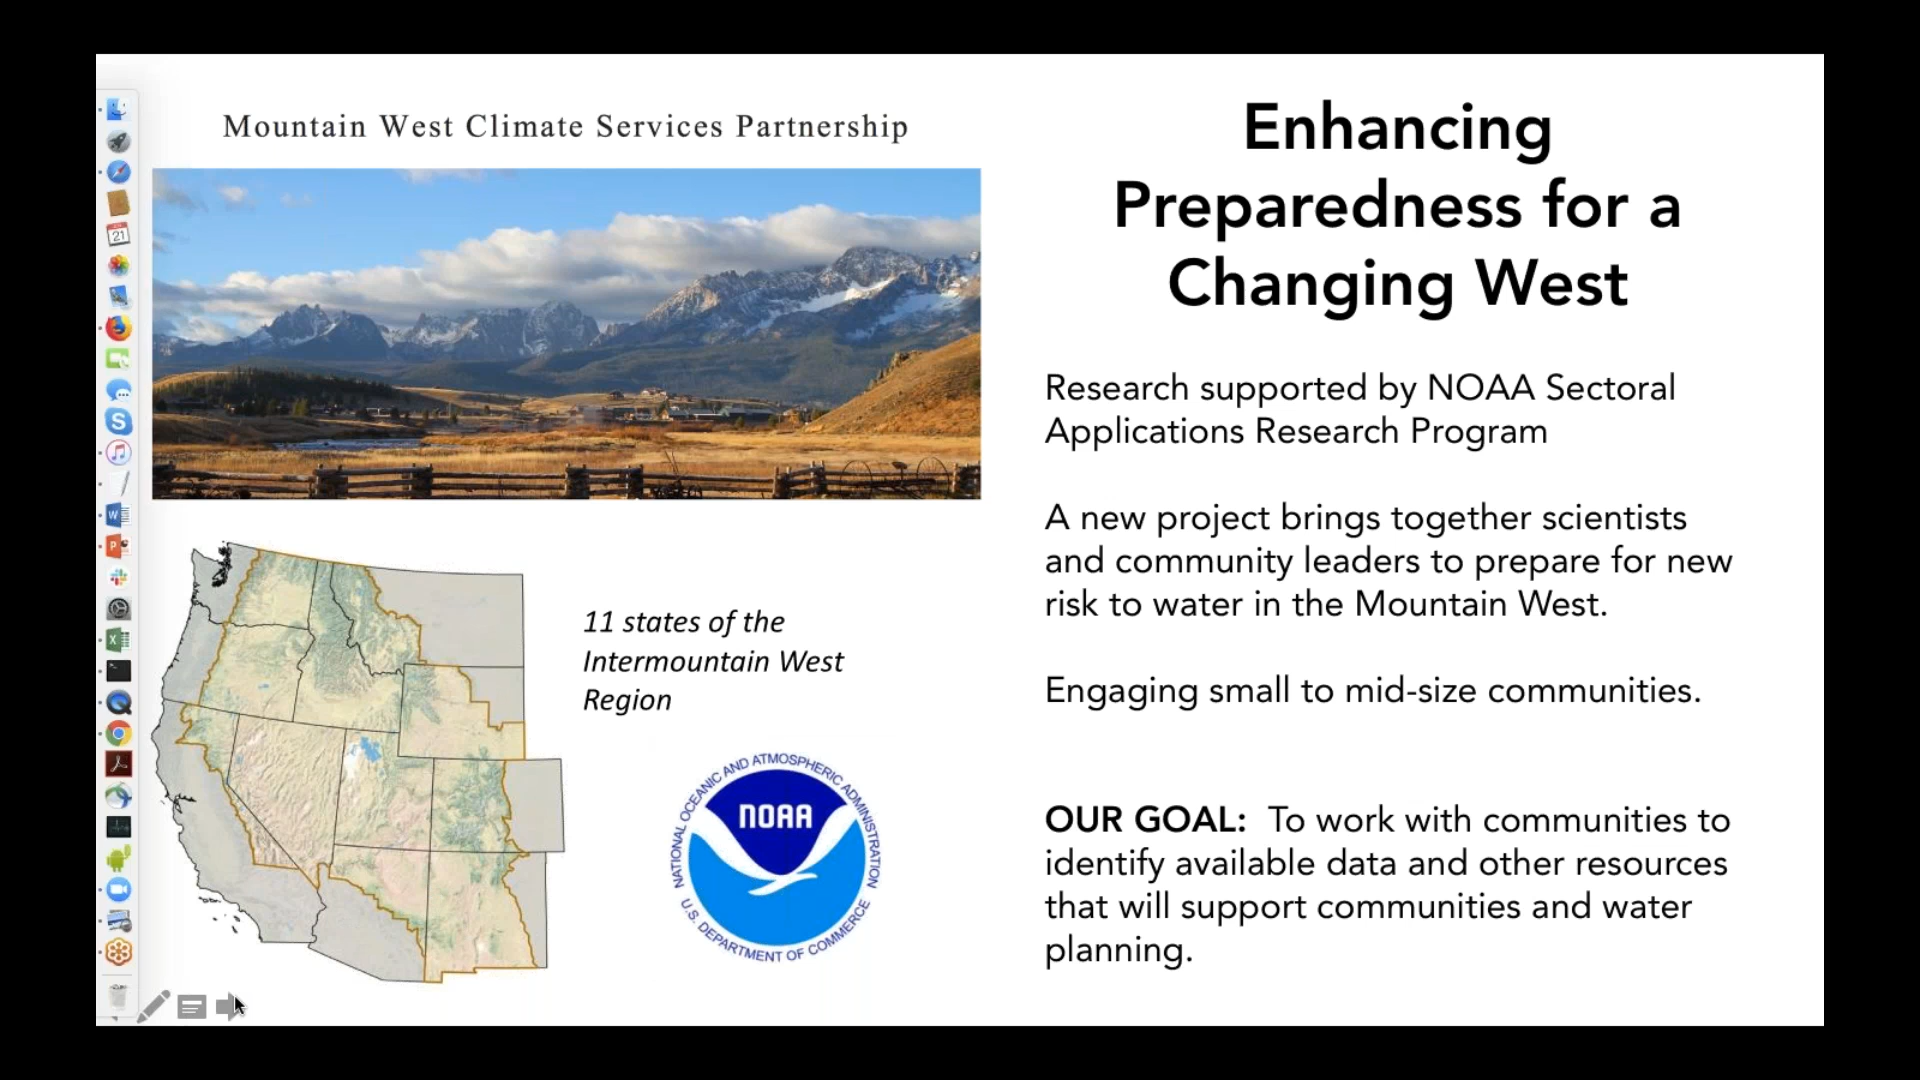 Mountain West Climate Services Partnership
Enhancing
Preparedness for a
Changing West
Research supported by NOAA Sectoral
Applications Research Program
A new project brings together scientists
and community leaders to prepare for new
risk to water in the Mountain West.
Engaging small to mid-size communities.
OUR GOAL: To work with communities to
identify available data and other resources
that will support communities and water
planning.
11 states of the
Intermountain West
Region
NATIONAL OCEANIC AND ATMOSPHERIC ADMINISTRATION
NOAA
U.S. DEPARTMENT OF COMMERCE
21
S
W
P
X